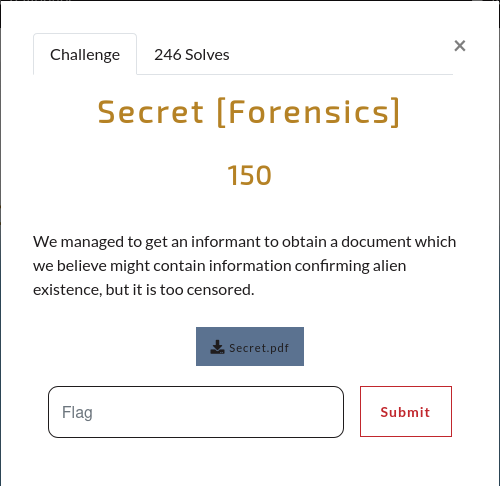 Challenge
246 Solves
×
Secret [Forensics]
150
We managed to get an informant to obtain a document which
we believe might contain information confirming alien
existence, but it is too censored.
Secret.pdf
Flag
Submit